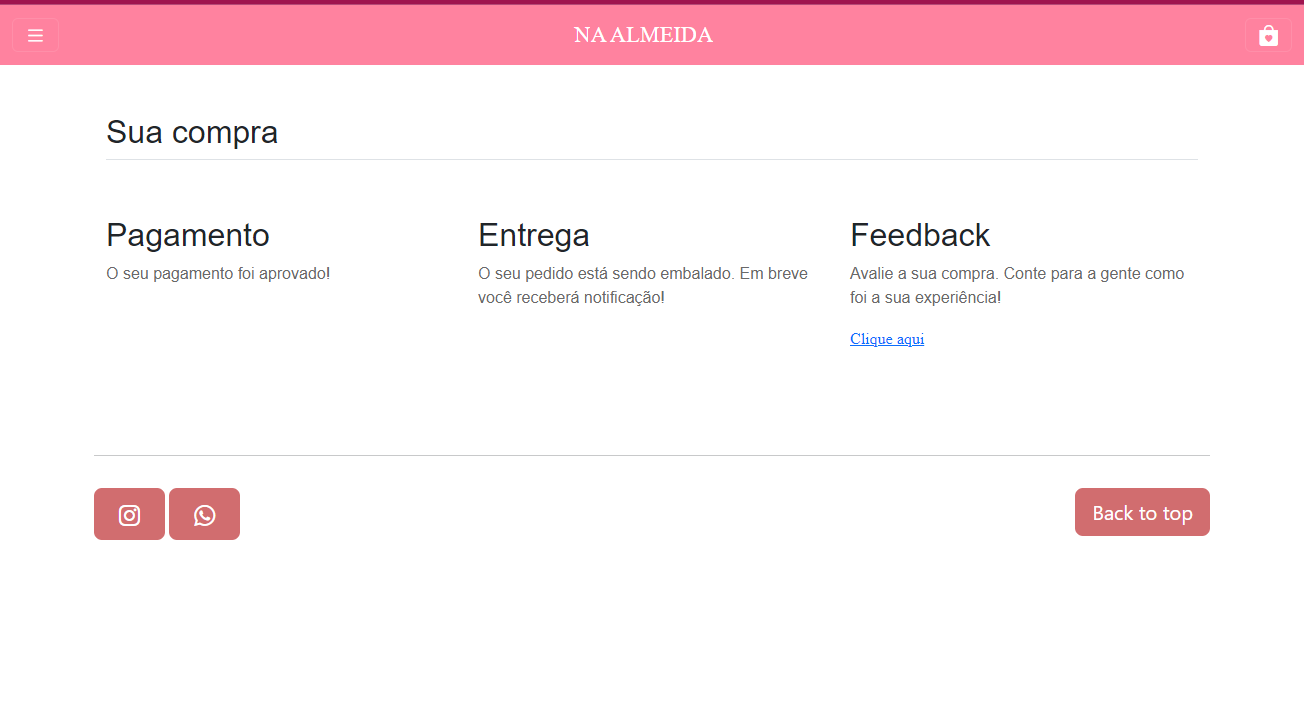 NA ALMEIDA
Sua compra
Pagamento
O seu pagamento foi aprovado!
Entrega
O seu pedido está sendo embalado. Em breve
você receberá notificação!
Feedback
Avalie a sua compra. Conte para a gente como
foi a sua experiência!
Clique aqui
Back to top